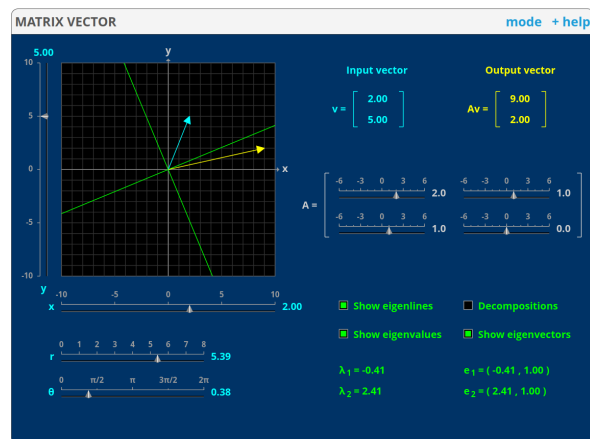 MATRIX VECTOR mode + help
5.00 y
10
5
0 x
-5
-10
y
-10 -5 0 5 10
x 2.00
0 1 2 3 4 5 6 7 8
r 5.39
0 π/2 π 3π/2 2π
θ 0.38
Input vector Output vector
v = 2.00 Av = 9.00
5.00 2.00
-6 -3 0 3 6 -6 -3 0 3 6
2.0 1.0
A =
-6 -3 0 3 6 -6 -3 0 3 6
1.0 0.0
Show eigenlines Decompositions
Show eigenvalues Show eigenvectors
λ1 = -0.41 e1 = ( -0.41 , 1.00 )
λ2 = 2.41 e2 = ( 2.41 , 1.00 )